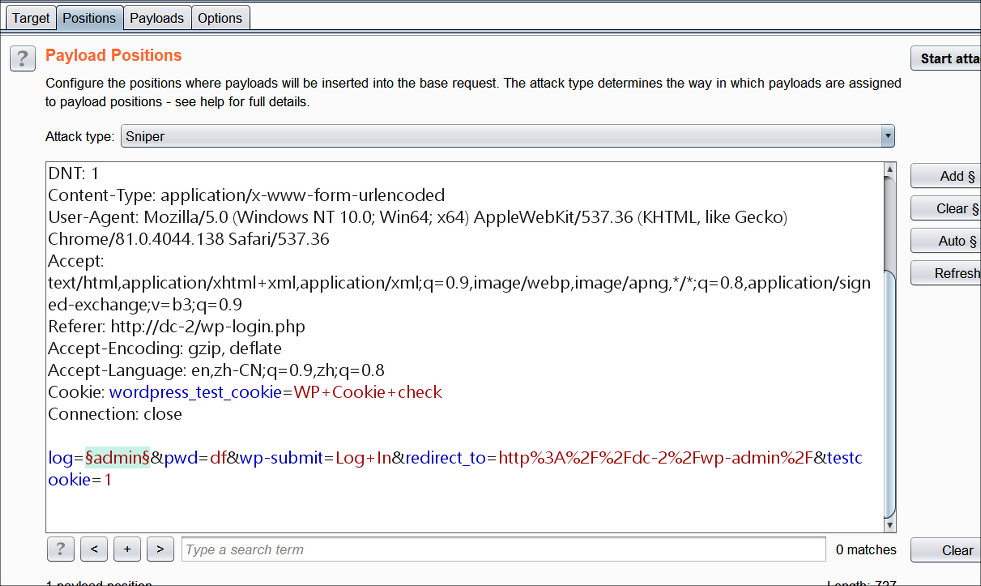 Target Positions Payloads Options
? Payload Positions
Start atta
Configure the positions where payloads will be inserted into the base request. The attack type determines the way in which payloads are assigned
to payload positions - see help for full details.
Attack type: Sniper
DNT: 1
Content-Type: application/x-www-form-urlencoded
User-Agent: Mozilla/5.0 (Windows NT 10.0; Win64; x64) AppleWebKit/537.36 (KHTML, like Gecko)
Chrome/81.0.4044.138 Safari/537.36
Accept:
text/html,application/xhtml+xml,application/xml;q=0.9,image/webp,image/apng,*/*;q=0.8,application/sign
ed-exchange;v=b3;q=0.9
Referer: http://dc-2/wp-login.php
Accept-Encoding: gzip, deflate
Accept-Language: en,zh-CN;q=0.9,zh;q=0.8
Cookie: wordpress_test_cookie=WP+Cookie+check
Connection: close
log=§admin§&pwd=df&wp-submit=Log+In&redirect_to=http%3A%2F%2Fdc-2%2Fwp-admin%2F&testc
ookie=1
Add §
Clear §
Auto §
Refresh
? < + > Type a search term 0 matches Clear
1 payload position Length: 727